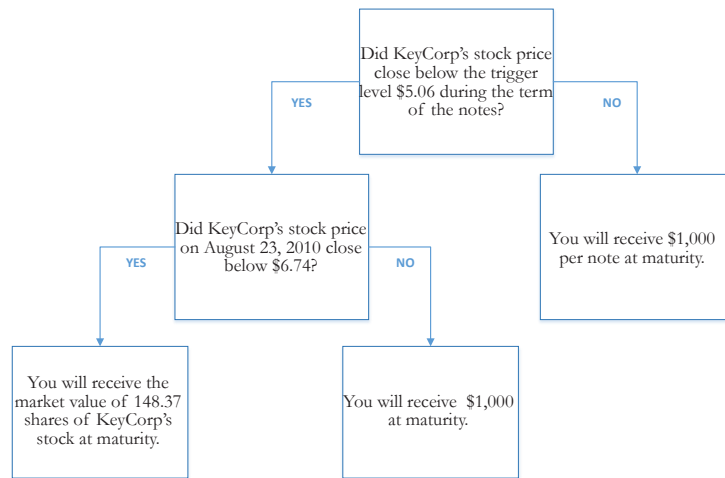 Did KeyCorp's stock price
close below the trigger
level $5.06 during the term
of the notes?
YES
NO
Did KeyCorp's stock price
on August 23, 2010 close
below $6.74?
You will receive $1,000
per note at maturity.
YES
NO
You will receive the
market value of 148.37
shares of KeyCorp's
stock at maturity.
You will receive $1,000
at maturity.